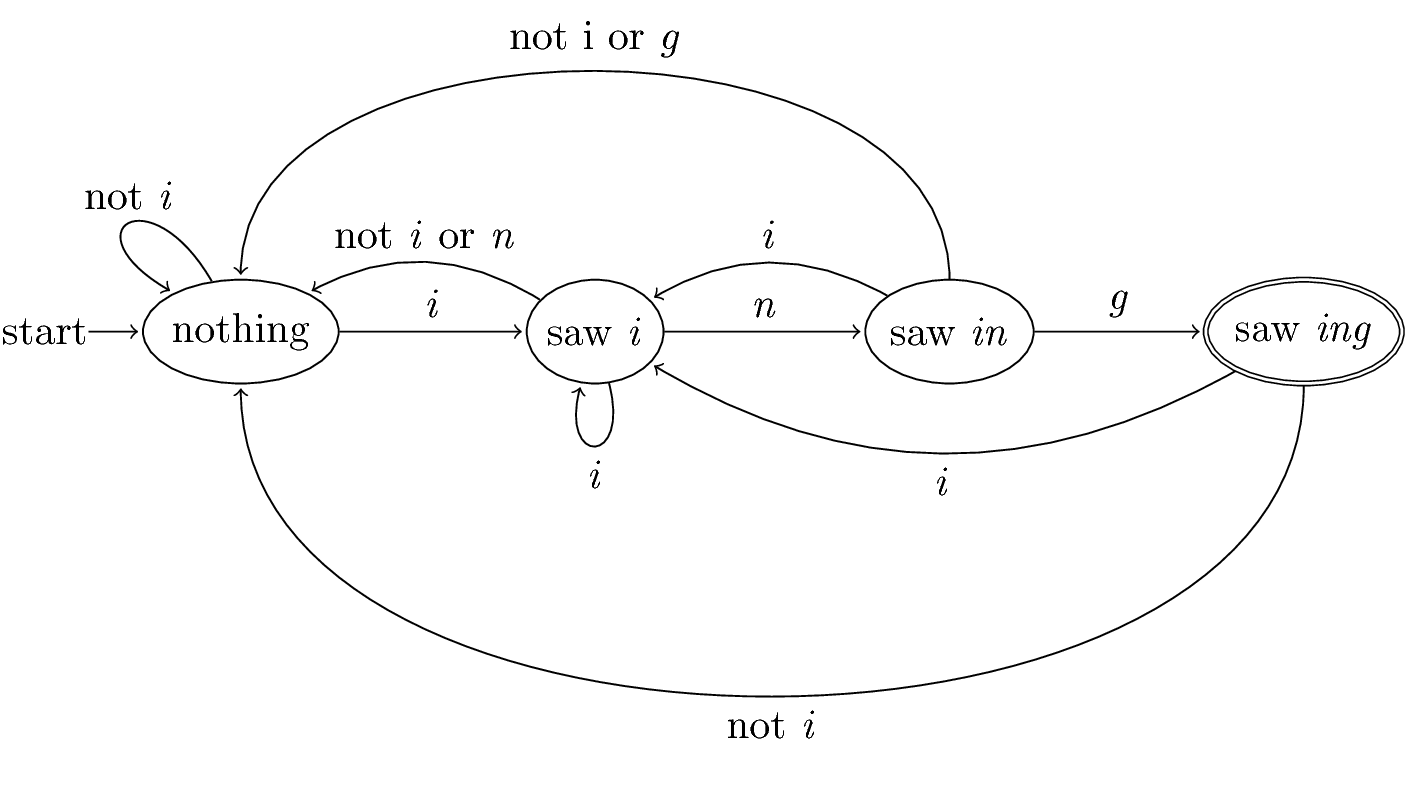 not i or g
not i
not i or n
i
i
n
g
start
nothing
saw i
saw in
saw ing
i
i
not i